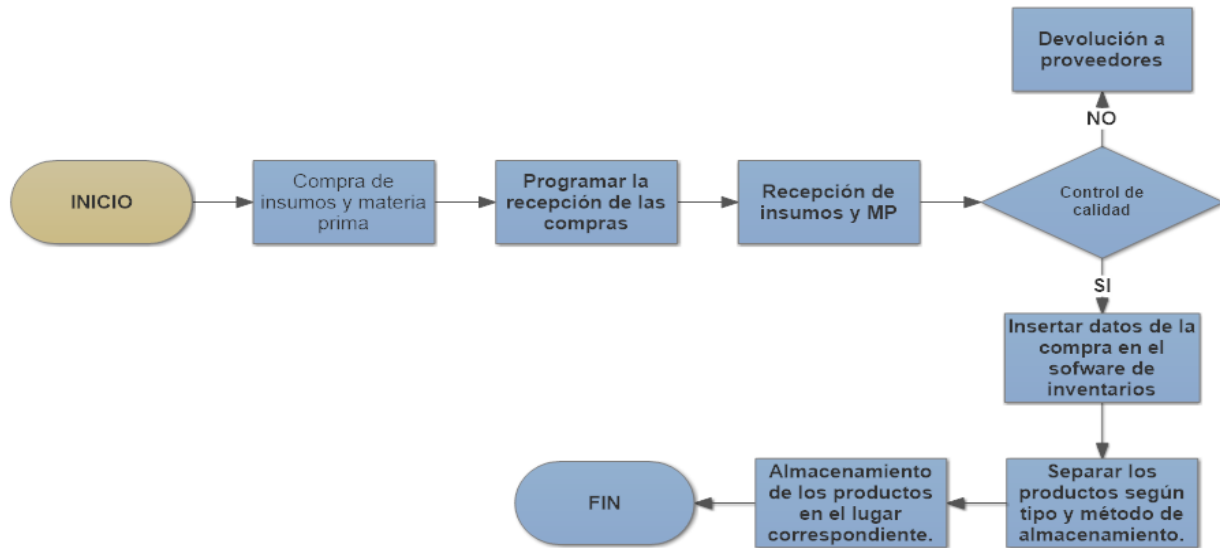 Devolución a
proveedores
NO
INICIO
Compra de
insumos y materia
prima
Programar la
recepción de las
compras
Recepción de
insumos y MP
Control de
calidad
SI
Insertar datos de la
compra en el
sofware de
inventarios
Separar los
productos según
tipo y método de
almacenamiento.
Almacenamiento
de los productos
en el lugar
correspondiente.
FIN